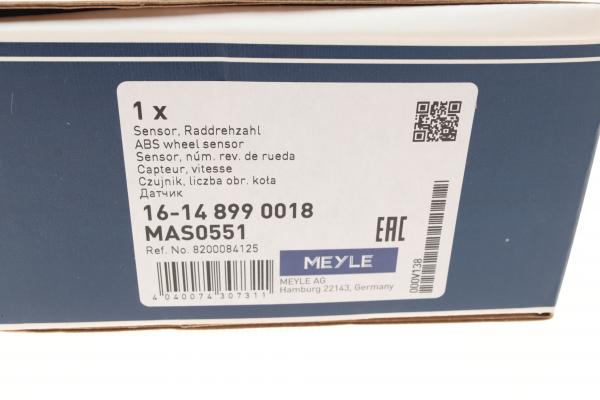 1 x
Sensor, Raddrehzahl
ABS wheel sensor
Sensor, núm. rev. de rueda
Capteur, vitesse
Czujnik, liczba obr. koła
Датчик
16-14 899 0018
MAS0551
Ref. No. 8200084125
EAC
MEYLE
MEYLE AG
Hamburg 22143, Germany
4 040074 307311
000V138